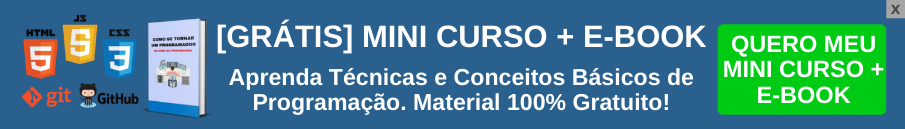 JS
HTML
CSS
5
5
3
git
GitHub
COMO SE TORNAR
UM PROGRAMADOR
[GRÁTIS] MINI CURSO + E-BOOK
Aprenda Técnicas e Conceitos Básicos de
Programação. Material 100% Gratuito!
QUERO MEU
MINI CURSO +
E-BOOK
X